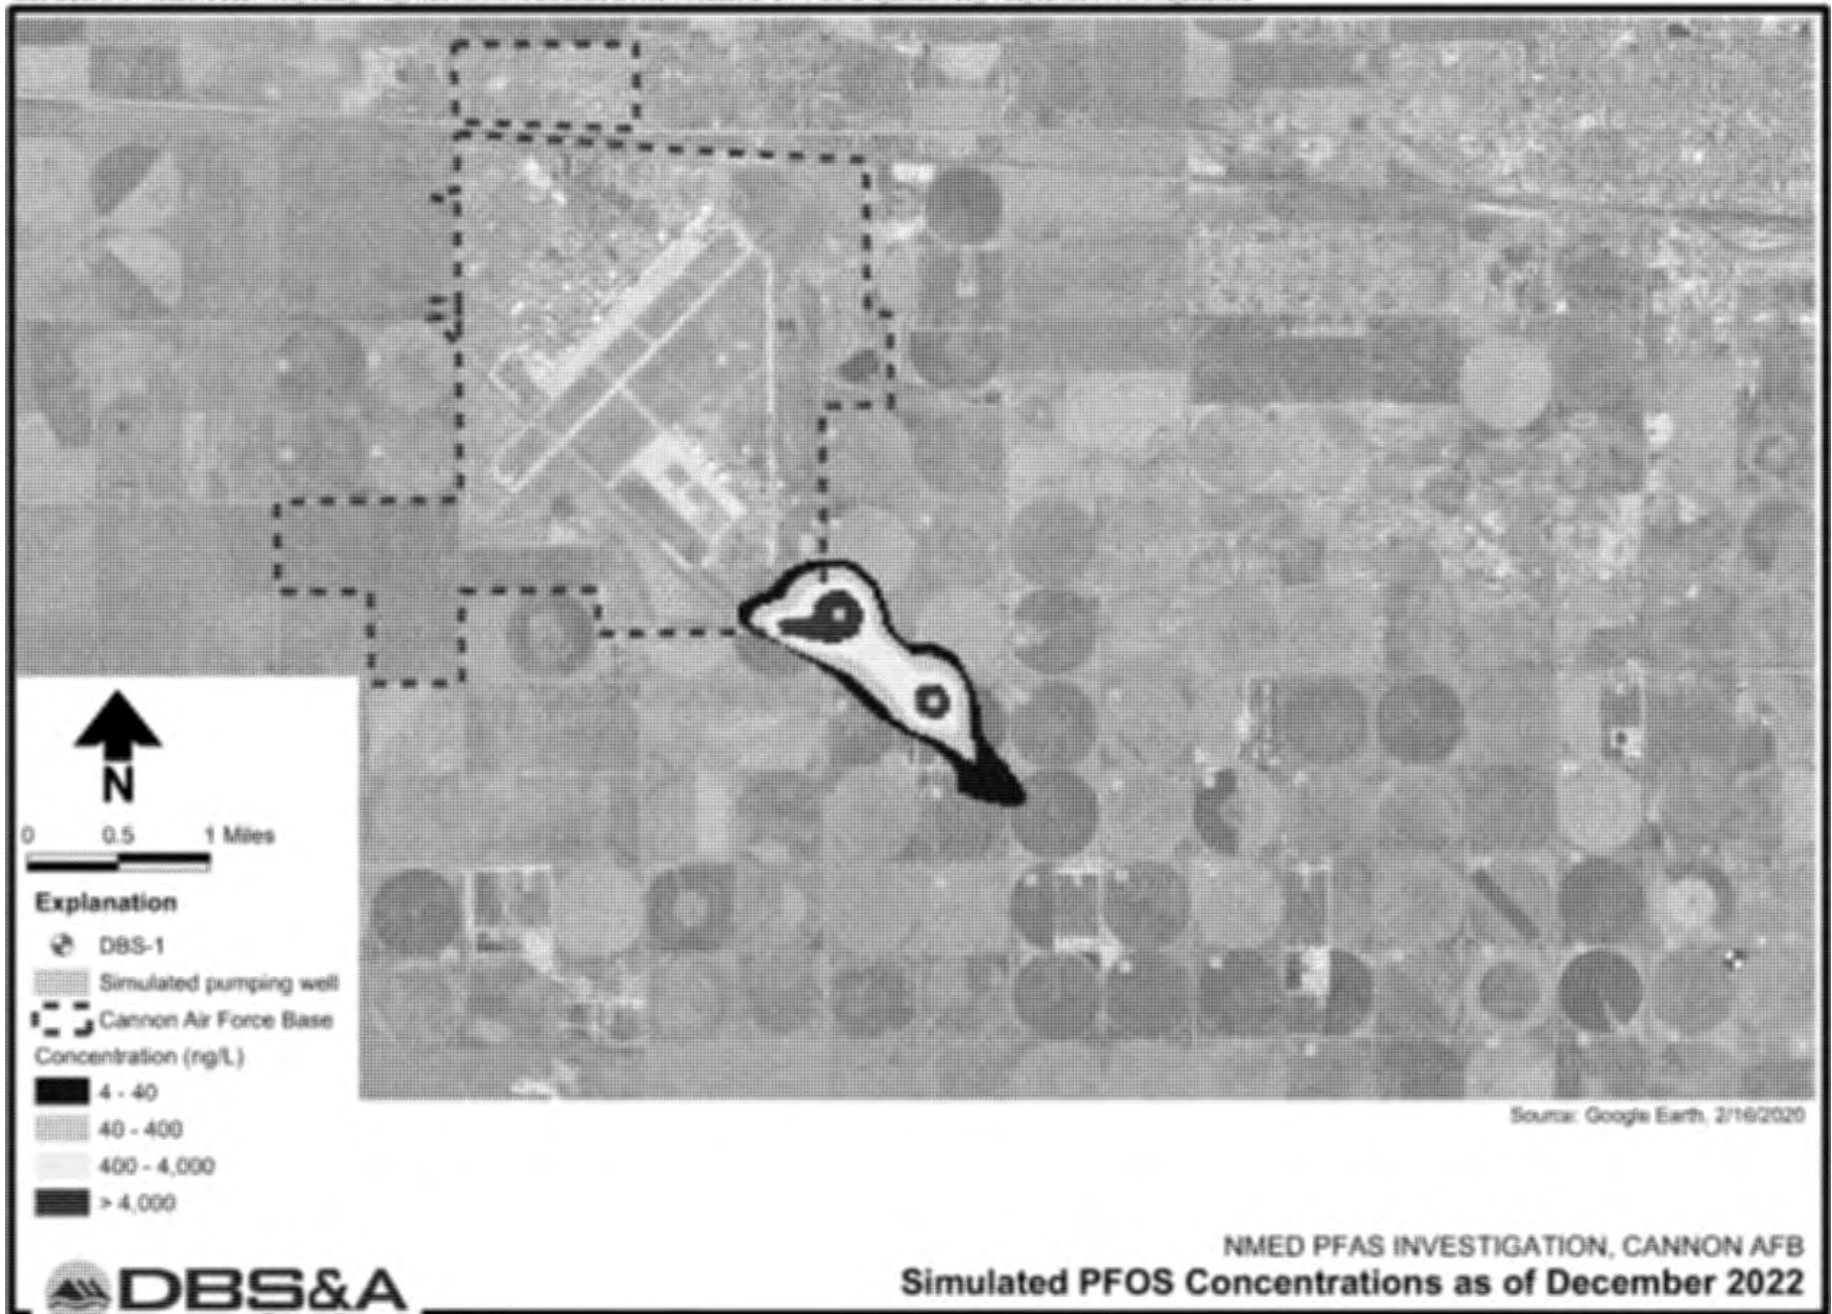 N
0 0.5 1 Miles
Explanation
DBS-1
Simulated pumping well
Cannon Air Force Base
Concentration (ng/L)
4 - 40
40 - 400
400 - 4,000
> 4,000
Source: Google Earth, 2/16/2020
NMED PFAS INVESTIGATION, CANNON AFB
Simulated PFOS Concentrations as of December 2022
DBS&A